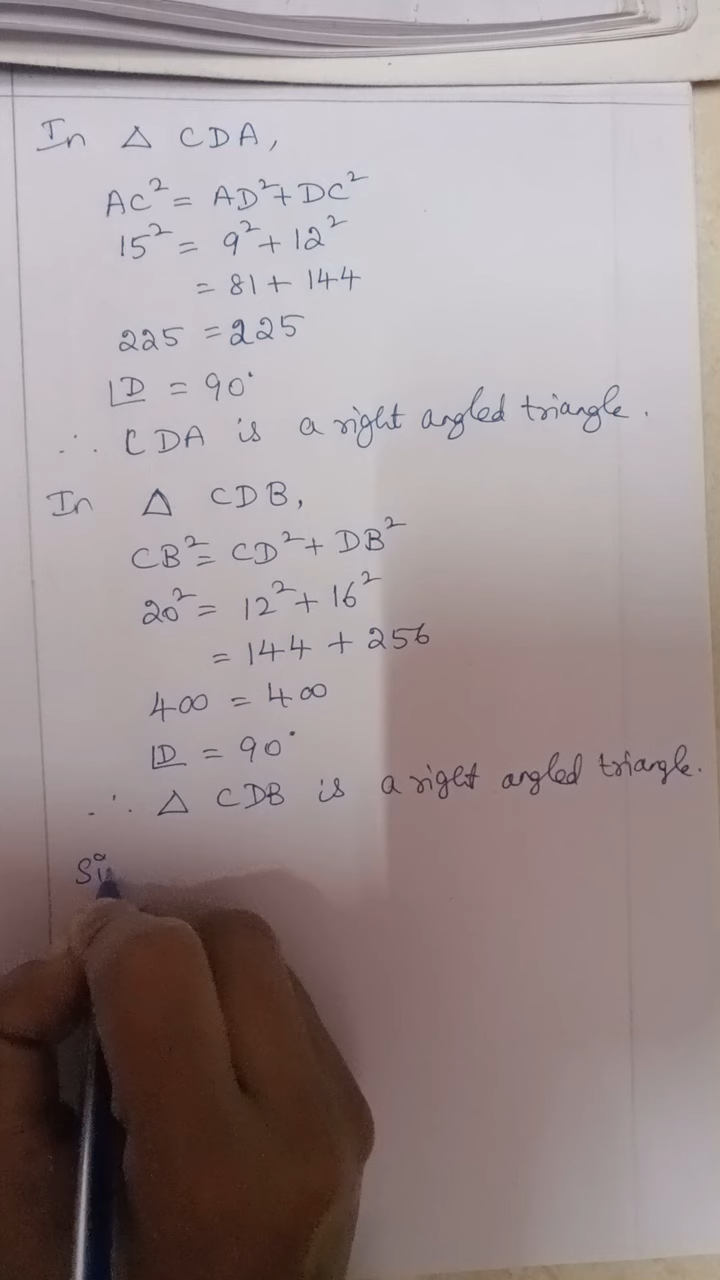 In △ CDA,
AC² = AD² + DC²
15² = 9² + 12²
= 81 + 144
225 = 225
∠D = 90°
∴ CDA is a right angled triangle.
In △ CDB,
CB² = CD² + DB²
20² = 12² + 16²
= 144 + 256
400 = 400
∠D = 90°
∴ △ CDB is a right angled triangle.
Si